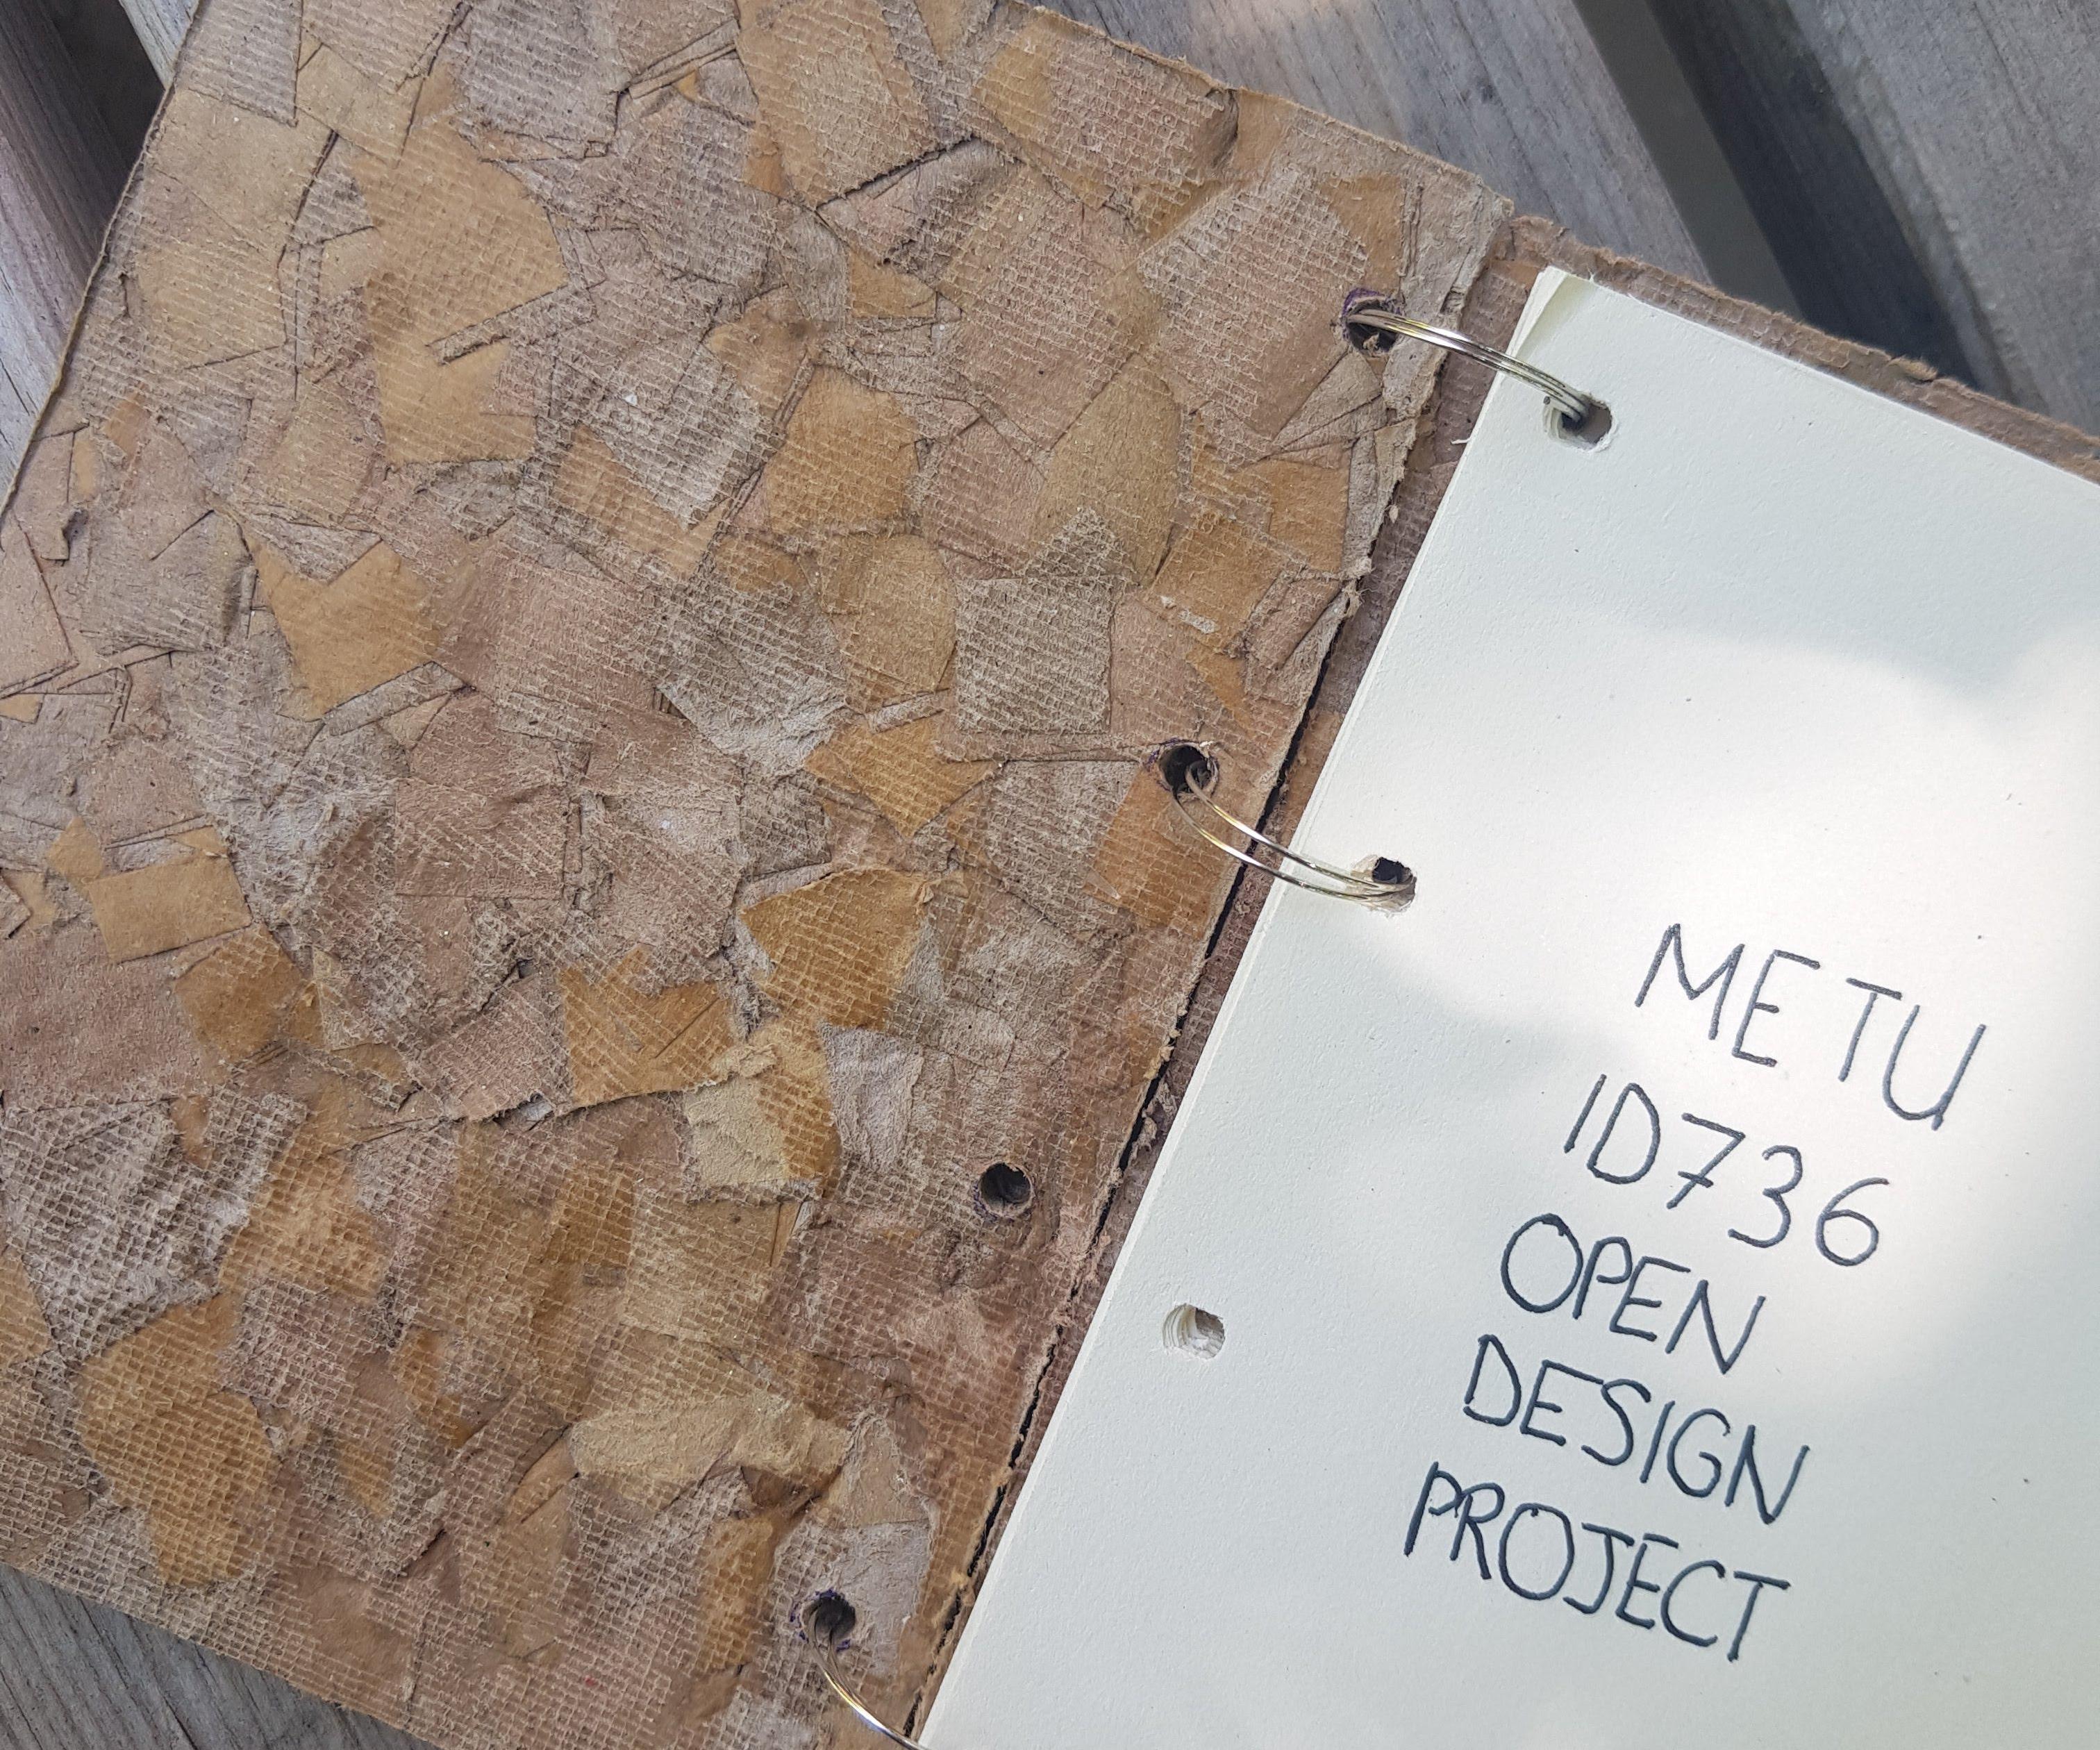 METU
ID736
OPEN
DESIGN
PROJECT